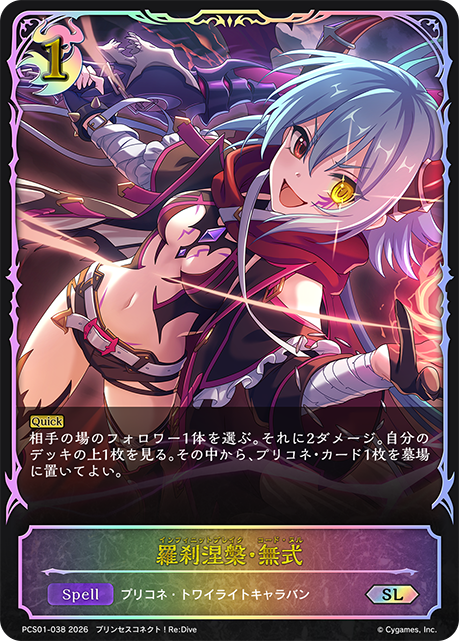 1
Quick
相手の場のフォロワー1体を選ぶ。それに2ダメージ。自分の
デッキの上1枚を見る。その中から、プリコネ・カード1枚を墓場
に置いてよい。
インフィニットブレイク コード・ヌル
羅刹涅槃・無式
Spell プリコネ・トワイライトキャラバン SL
PCS01-038 2026 プリンセスコネクト！Re:Dive © Cygames, Inc.